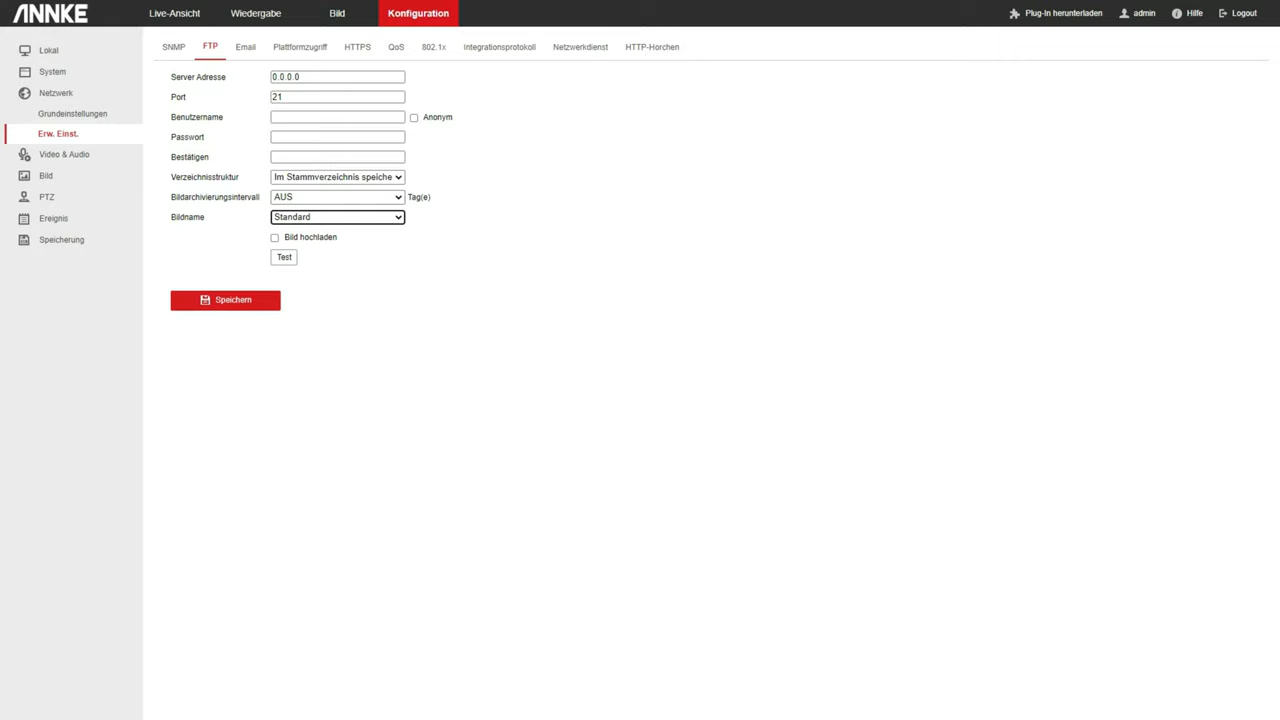 ANNKE Live-Ansicht Wiedergabe Bild Konfiguration Plug-In herunterladen admin Hilfe Logout
Lokal
System
Netzwerk
Grundeinstellungen
Erw. Einst.
Video & Audio
Bild
PTZ
Ereignis
Speicherung
SNMP FTP Email Plattformzugriff HTTPS QoS 802.1x Integrationsprotokoll Netzwerkdienst HTTP-Horchen
Server Adresse 0.0.0.0
Port 21
Benutzername Anonym
Passwort
Bestätigen
Verzeichnisstruktur Im Stammverzeichnis speiche
Bildarchivierungsintervall AUS Tag(e)
Bildname Standard
Bild hochladen
Test
Speichern